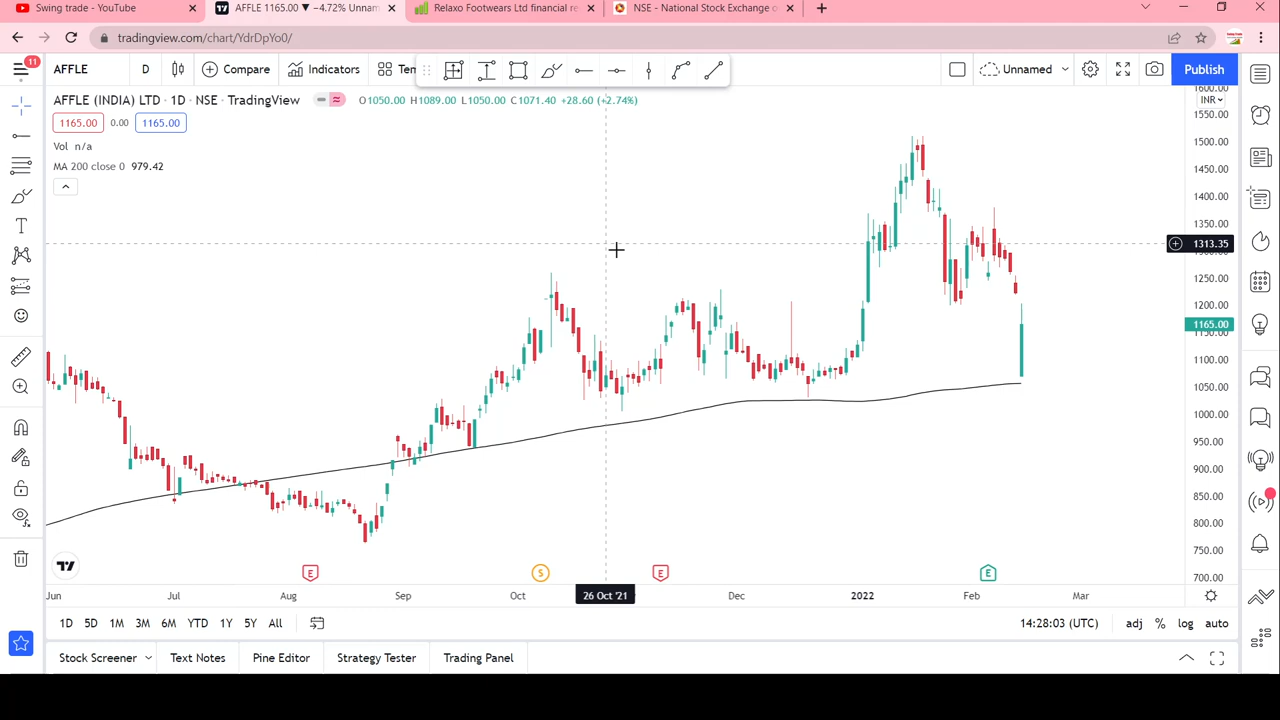 Swing trade - YouTube
AFFLE 1165.00 ▼ −4.72% Unnam
Relaxo Footwears Ltd financial re
NSE - National Stock Exchange o
tradingview.com/chart/YdrDpYo0/
11
AFFLE
D
Compare
Indicators
Tem
Unnamed
Publish
AFFLE (INDIA) LTD · 1D · NSE · TradingView
O1050.00 H1089.00 L1050.00 C1071.40 +28.60 (+2.74%)
INR
1165.00
0.00
1165.00
Vol n/a
MA 200 close 0 979.42
1600.00
1550.00
1500.00
1450.00
1400.00
1350.00
1313.35
1300.00
1250.00
1200.00
1165.00
1150.00
1100.00
1050.00
1000.00
950.00
900.00
850.00
800.00
750.00
700.00
E
S
E
E
Jun
Jul
Aug
Sep
Oct
26 Oct '21
Dec
2022
Feb
Mar
1D
5D
1M
3M
6M
YTD
1Y
5Y
All
14:28:03 (UTC)
adj
%
log
auto
Stock Screener
Text Notes
Pine Editor
Strategy Tester
Trading Panel